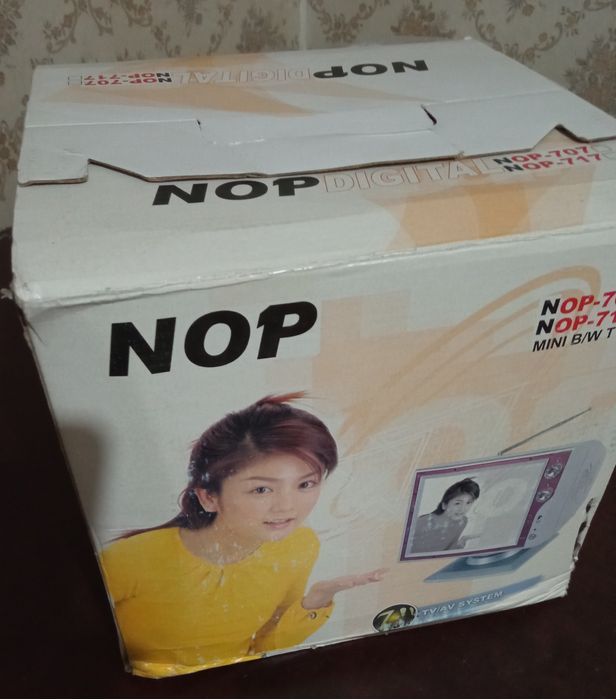 NOP DIGITAL
NOP-707
NOP-717
NOP DIGITAL
NOP-707
NOP-717
NOP
MINI B/W
TV/AV SYSTEM